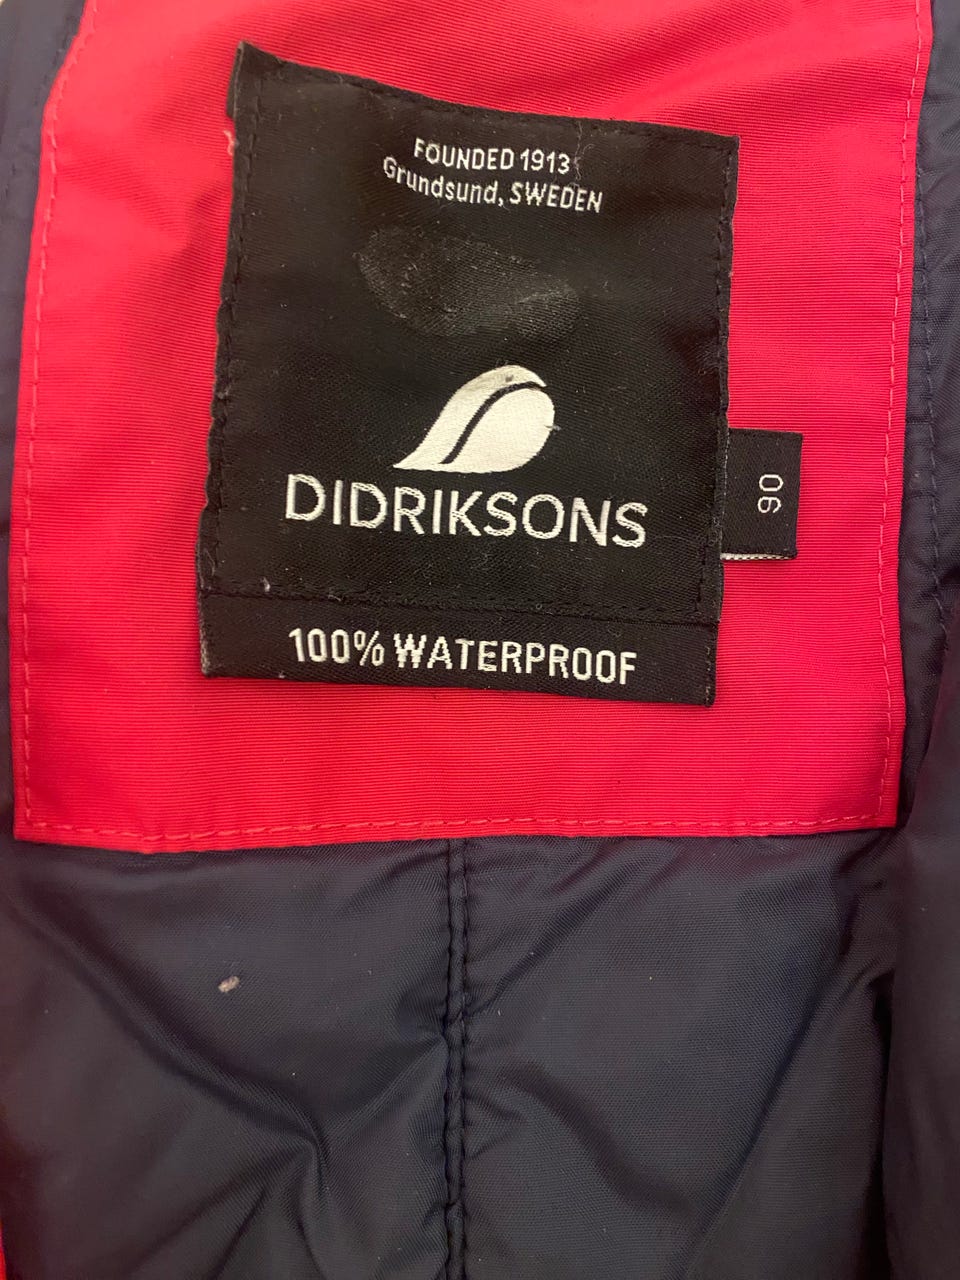 FOUNDED 1913
Grundsund, SWEDEN
DIDRIKSONS
90
100% WATERPROOF